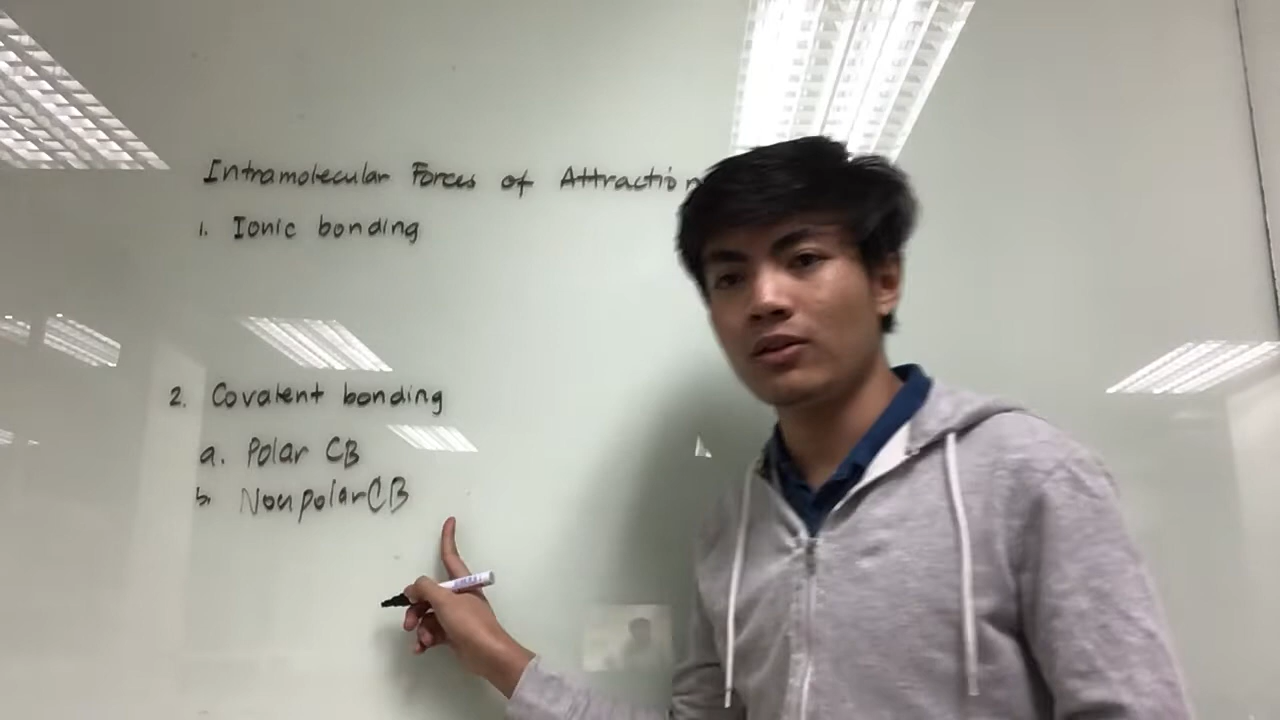 Intramolecular Forces of Attraction
1. Ionic bonding
2. Covalent bonding
a. Polar CB
b. Nonpolar CB